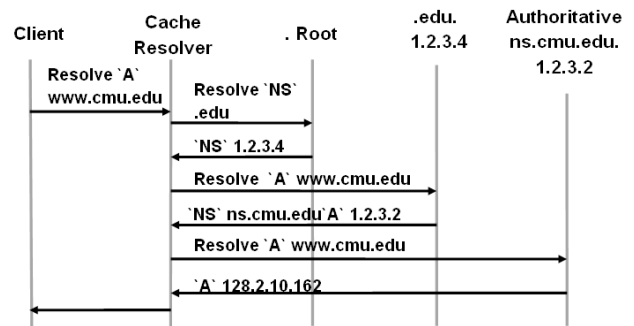 Client
Cache
Resolver
. Root
.edu.
1.2.3.4
Authoritative
ns.cmu.edu.
1.2.3.2
Resolve `A`
www.cmu.edu
Resolve `NS`
.edu
`NS` 1.2.3.4
Resolve `A` www.cmu.edu
`NS` ns.cmu.edu`A` 1.2.3.2
Resolve `A` www.cmu.edu
`A` 128.2.10.162